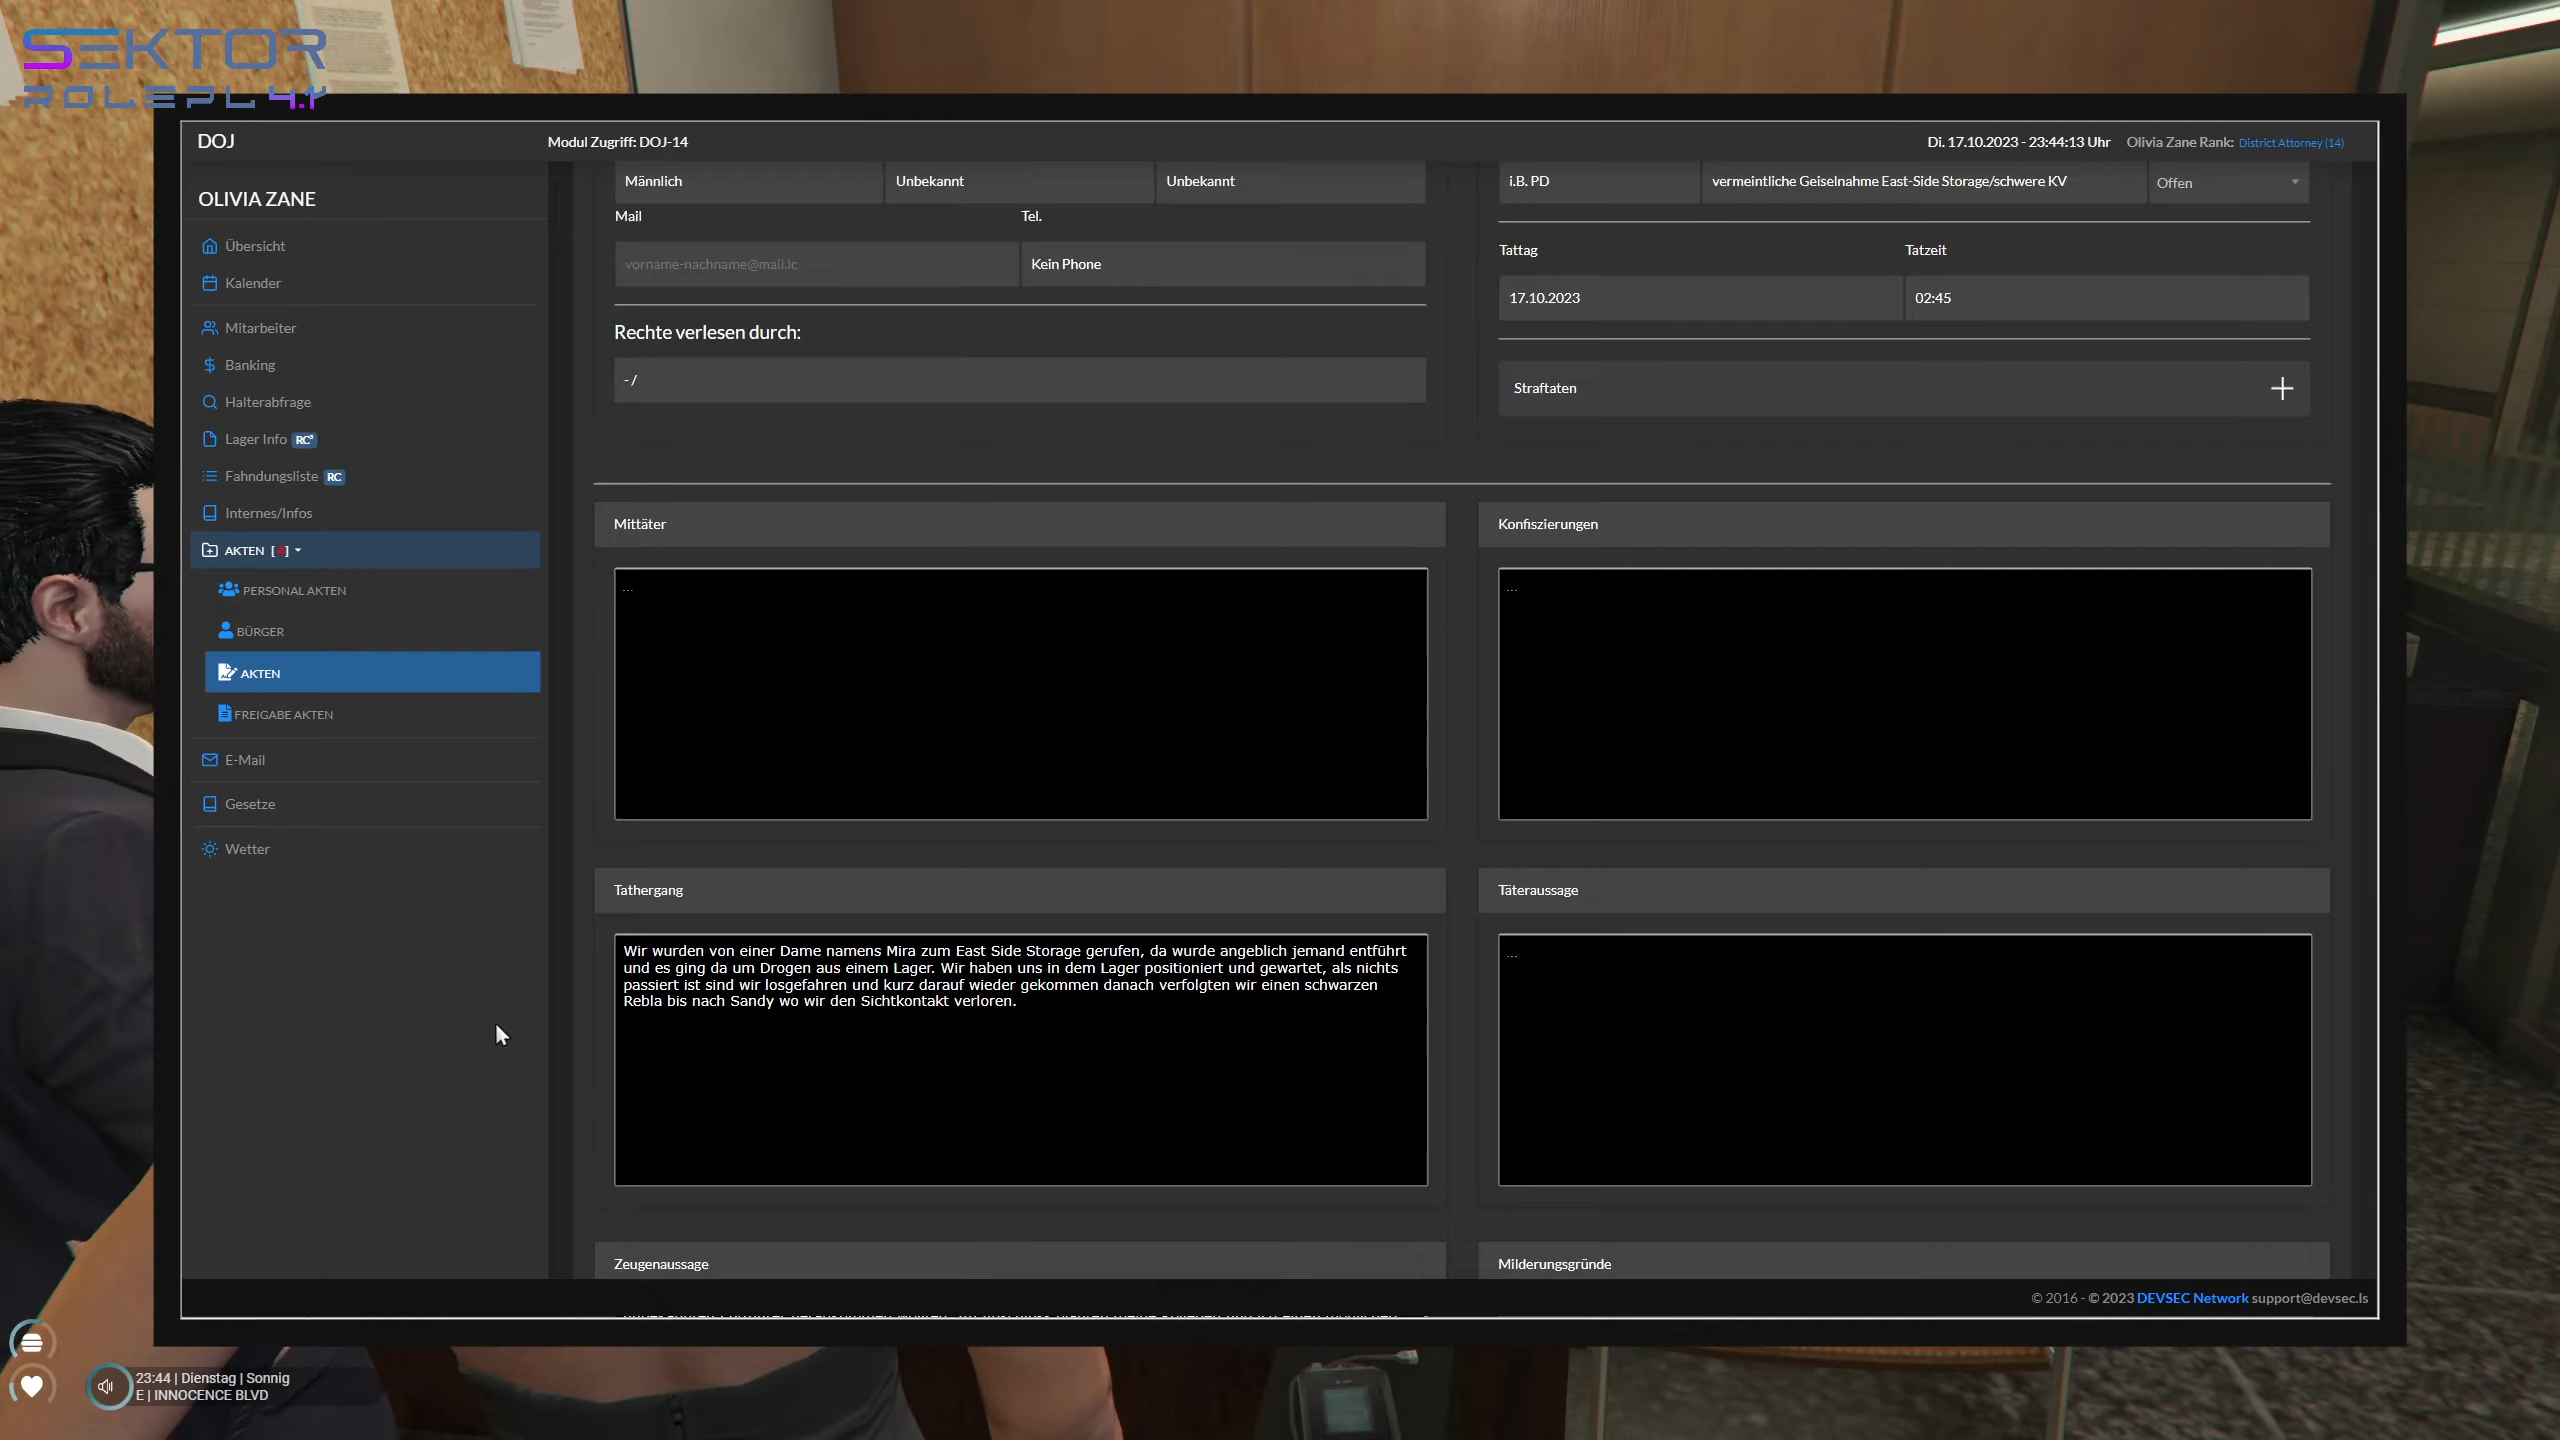 SEKTOR
ROLEPL4.Y
DOJ
Modul Zugriff: DOJ-14
Di. 17.10.2023 - 23:44:13 Uhr
Olivia Zane Rank: District Attorney (14)
OLIVIA ZANE
Übersicht
Kalender
Mitarbeiter
Banking
Halterabfrage
Lager Info RC³
Fahndungsliste RC
Internes/Infos
AKTEN
PERSONAL AKTEN
BÜRGER
AKTEN
FREIGABE AKTEN
E-Mail
Gesetze
Wetter
Männlich
Unbekannt
Unbekannt
Mail
Tel.
vorname-nachname@mail.lc
Kein Phone
Rechte verlesen durch:
- /
i.B. PD
vermeintliche Geiselnahme East-Side Storage/schwere KV
Offen
Tattag
Tatzeit
17.10.2023
02:45
Straftaten
Mittäter
...
Konfiszierungen
...
Tathergang
Wir wurden von einer Dame namens Mira zum East Side Storage gerufen, da wurde angeblich jemand entführt
und es ging da um Drogen aus einem Lager. Wir haben uns in dem Lager positioniert und gewartet, als nichts
passiert ist sind wir losgefahren und kurz darauf wieder gekommen danach verfolgten wir einen schwarzen
Rebla bis nach Sandy wo wir den Sichtkontakt verloren.
Täteraussage
...
Zeugenaussage
Milderungsgründe
© 2016 - © 2023 DEVSEC Network support@devsec.ls
23:44 | Dienstag | Sonnig
E | INNOCENCE BLVD